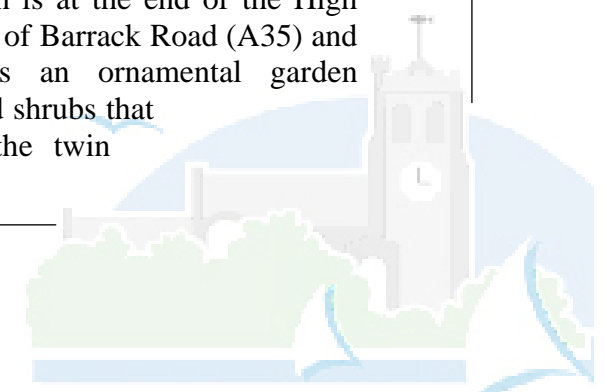 is at the end of the High
of Barrack Road (A35) and
an ornamental garden
shrubs that
the twin